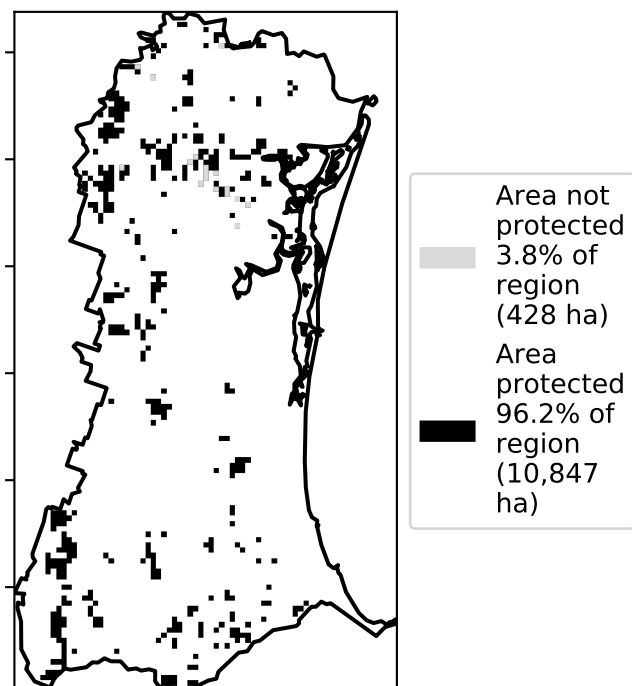 Area not
protected
3.8% of
region
(428 ha)
Area
protected
96.2% of
region
(10,847
ha)